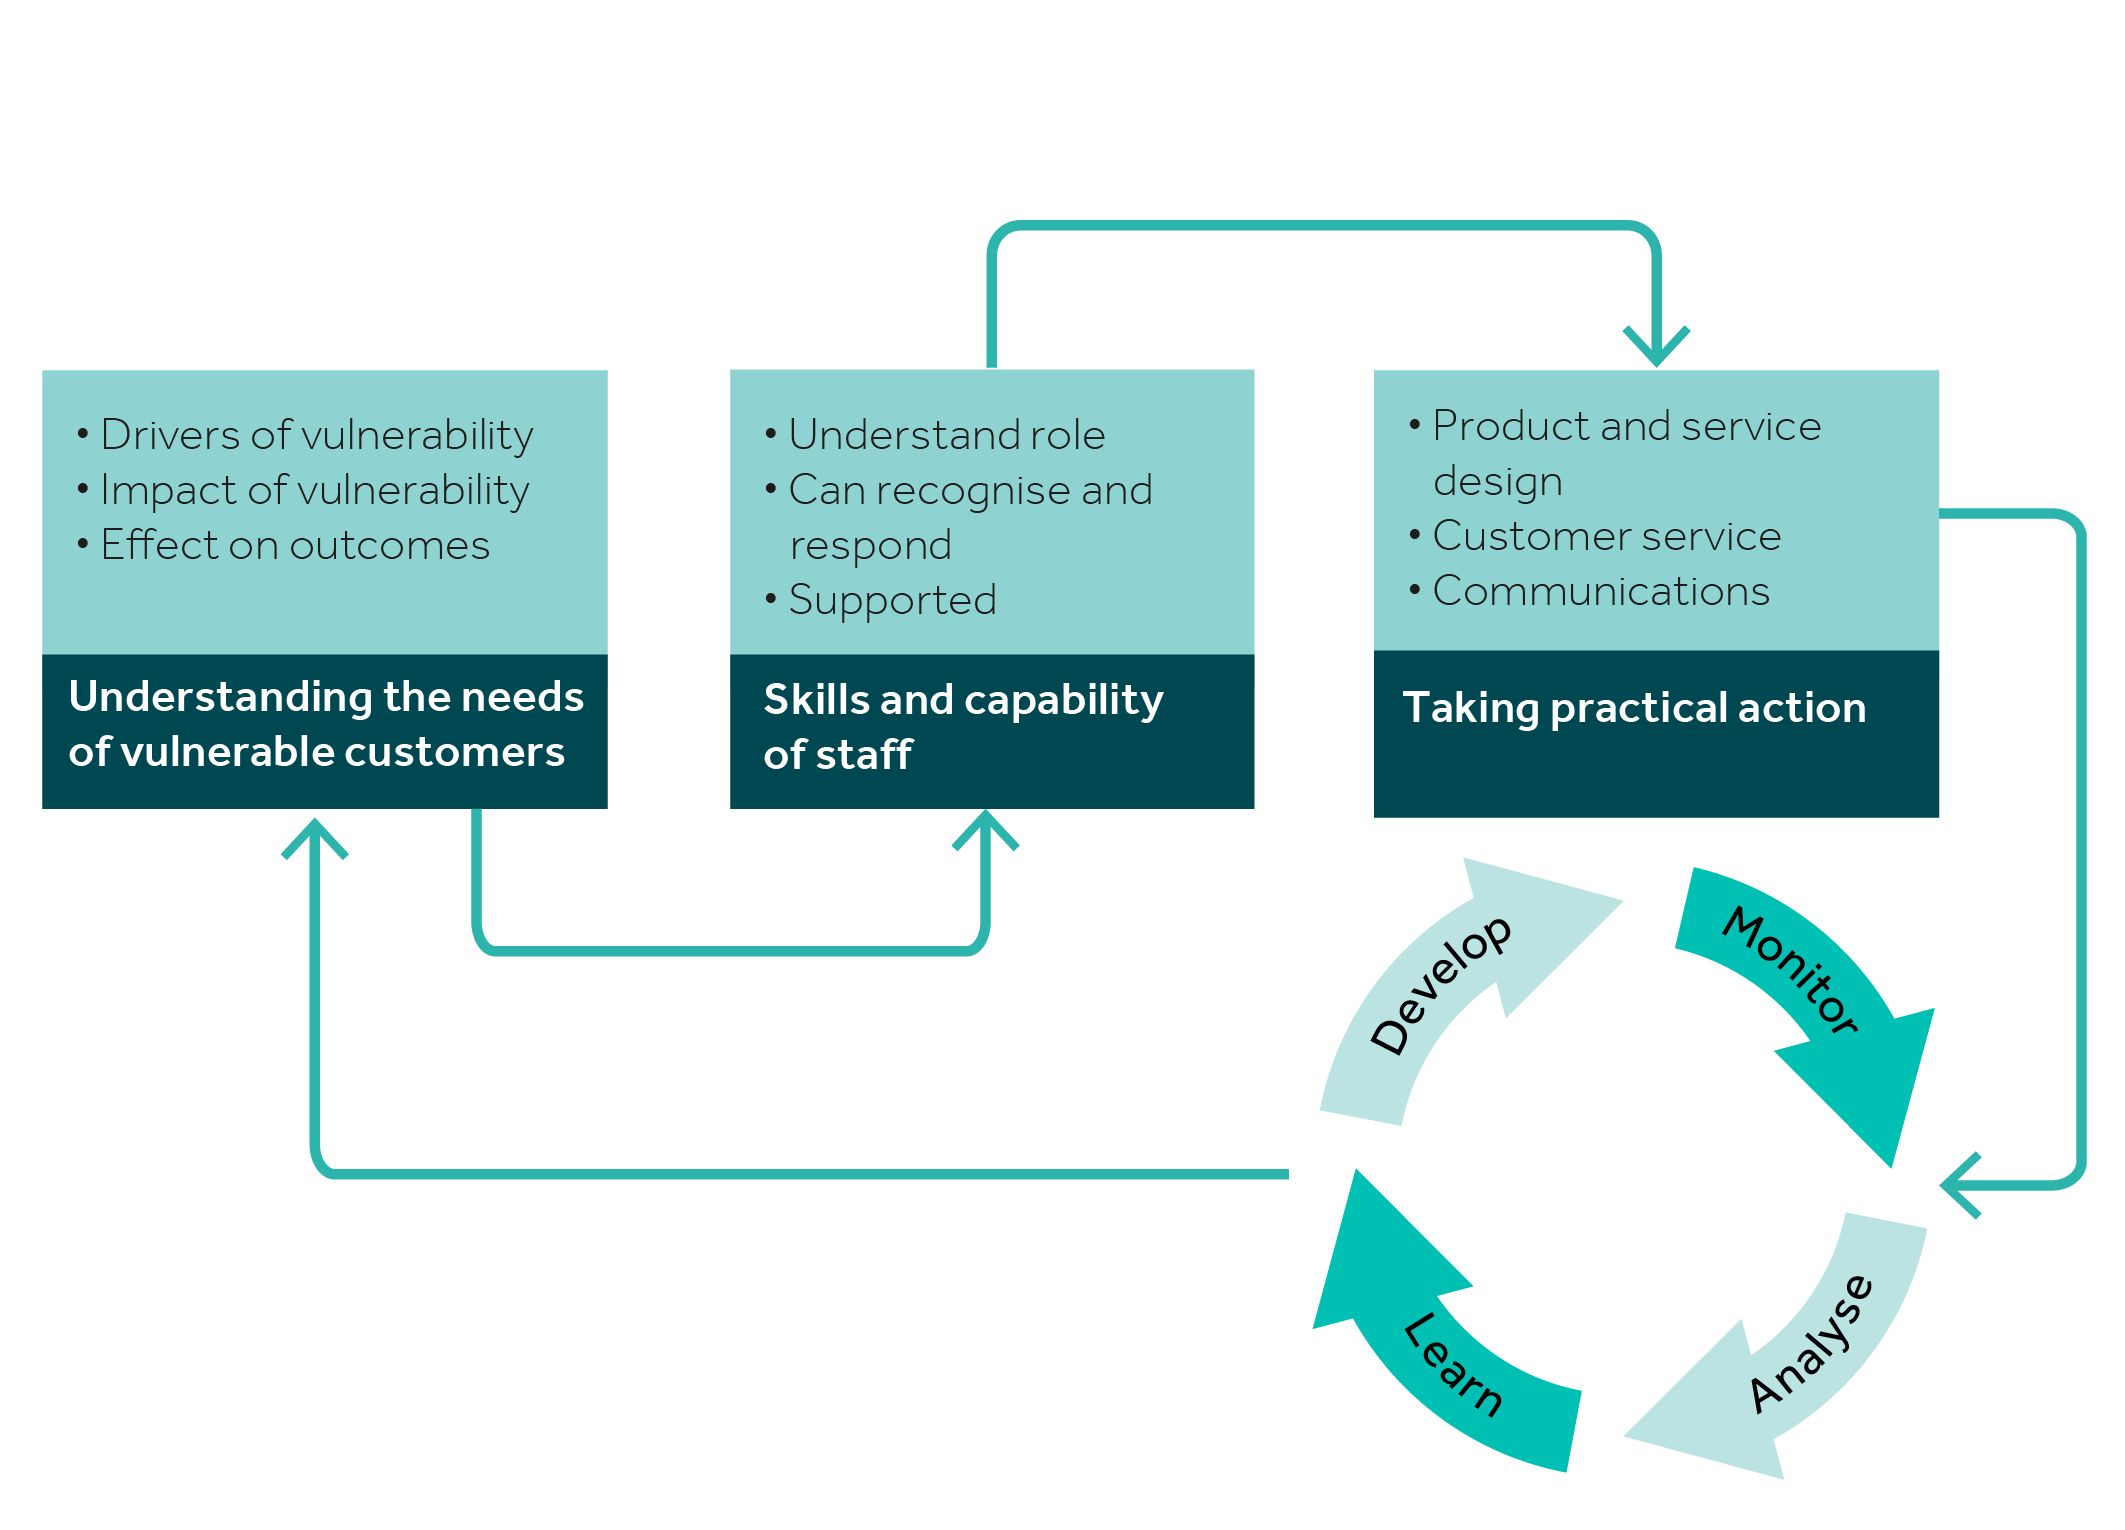 • Drivers of vulnerability
• Impact of vulnerability
• Effect on outcomes
Understanding the needs
of vulnerable customers
• Understand role
• Can recognise and
respond
• Supported
Skills and capability
of staff
• Product and service
design
• Customer service
• Communications
Taking practical action
Develop
Monitor
Analyse
Learn